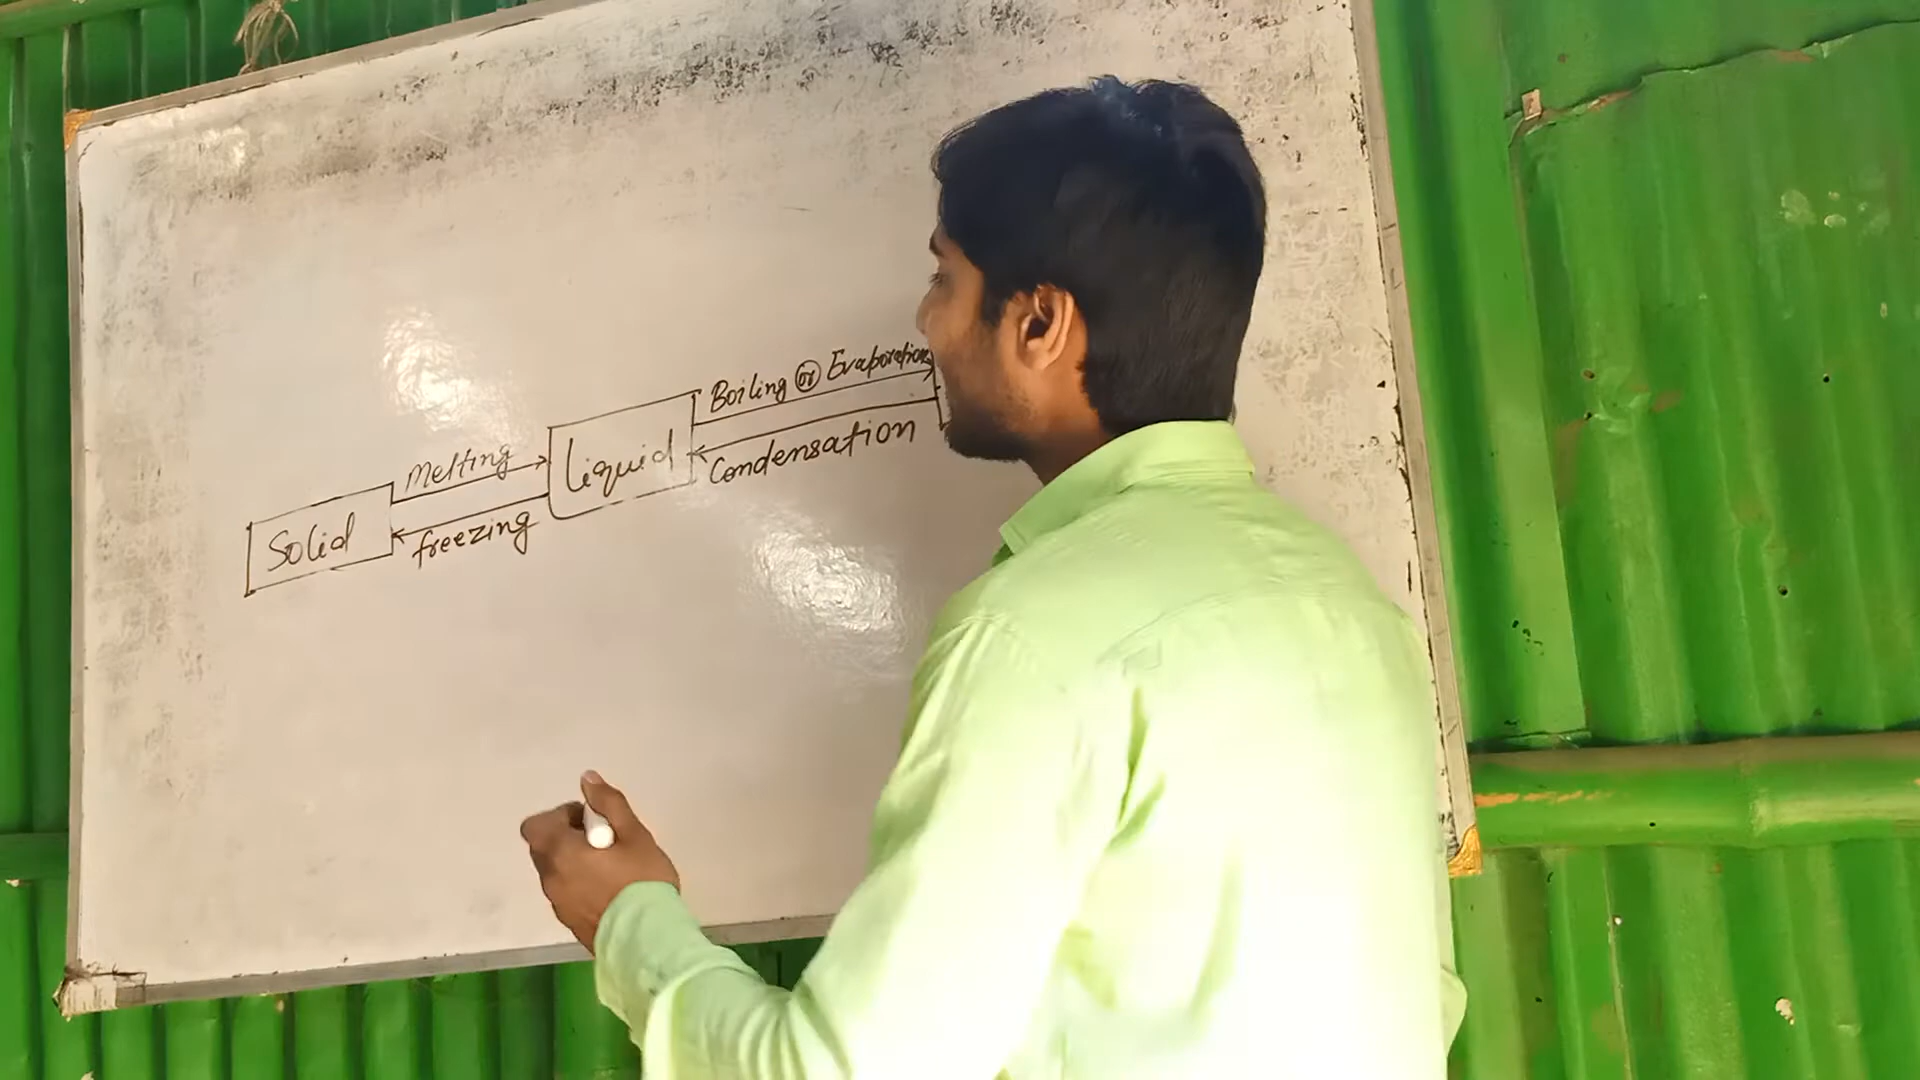 Boiling or Evaporation
Melting
Liquid
Condensation
Solid
freezing